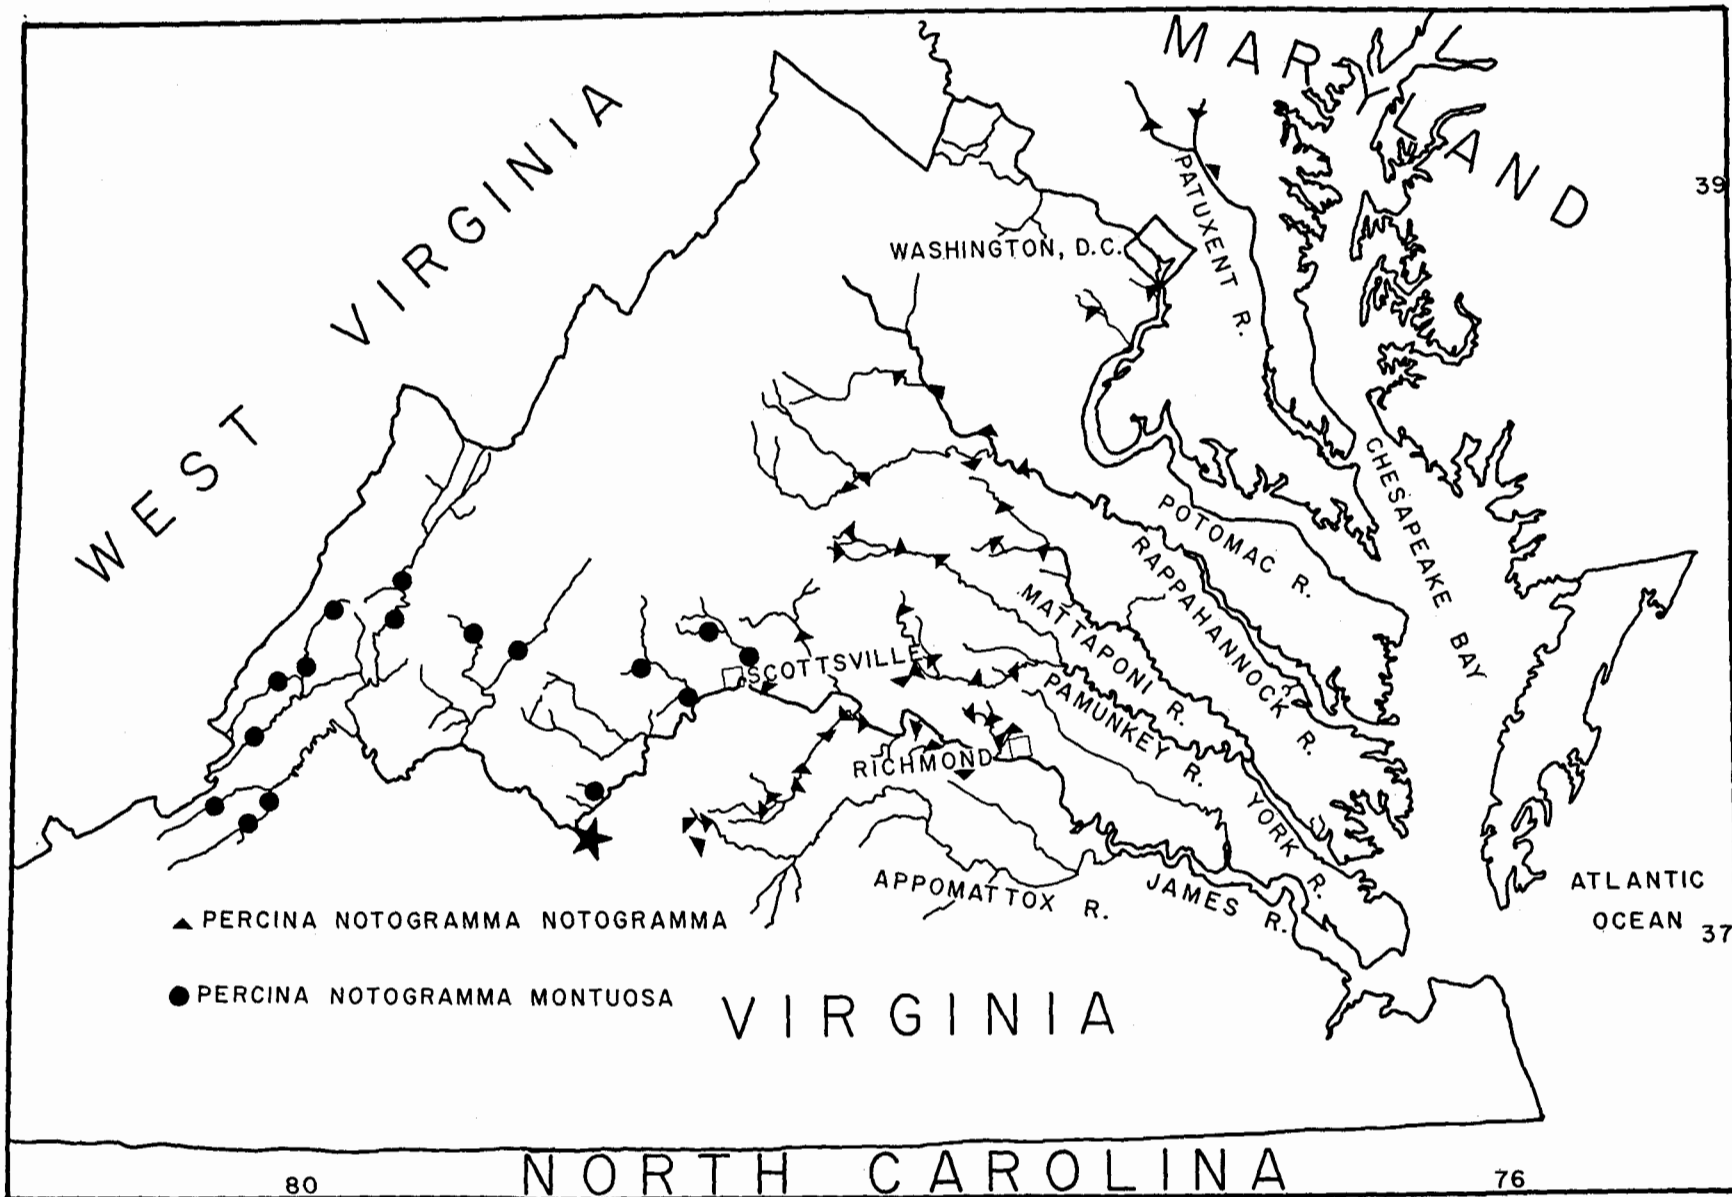 MARYLAND
WEST VIRGINIA
39
PATUXENT R.
WASHINGTON, D.C.
CHESAPEAKE BAY
POTOMAC R.
RAPPAHANNOCK R.
MATTAPONI R.
SCOTTSVILLE
PAMUNKEY R.
RICHMOND
YORK R.
APPOMATTOX R.
JAMES R.
ATLANTIC
OCEAN
37
PERCINA NOTOGRAMMA NOTOGRAMMA
PERCINA NOTOGRAMMA MONTUOSA
VIRGINIA
NORTH CAROLINA
80
76